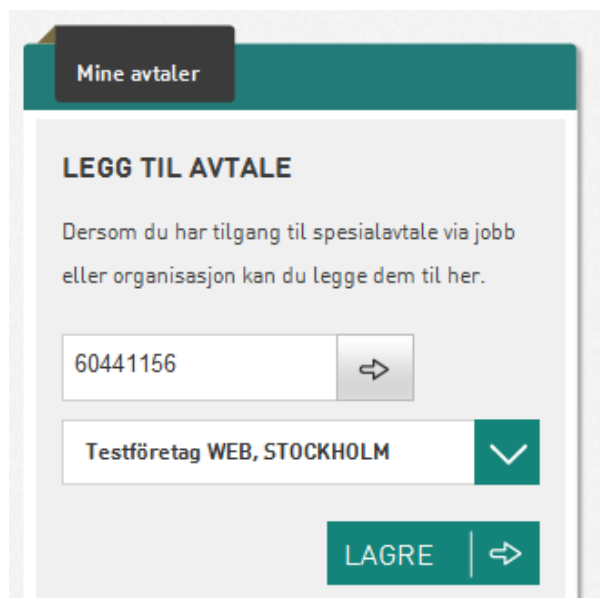 Mine avtaler
LEGG TIL AVTALE
Dersom du har tilgang til spesialavtale via jobb
eller organisasjon kan du legge dem til her.
60441156
Testföretag WEB, STOCKHOLM
LAGRE